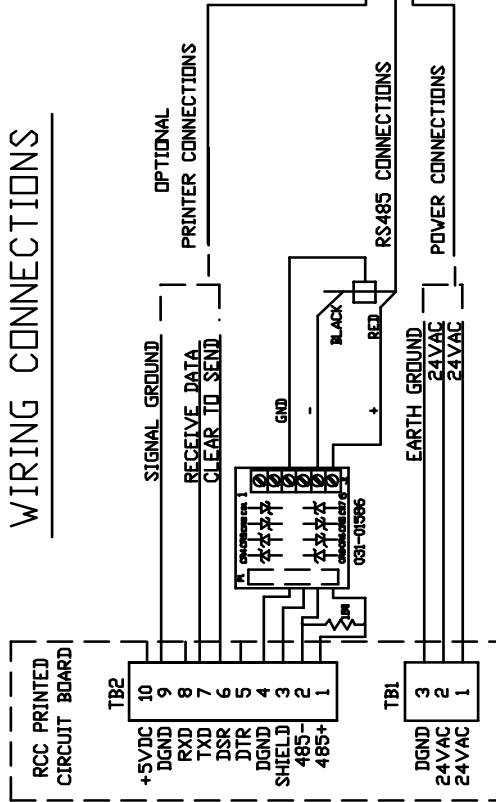 WIRING CONNECTIONS
OPTIONAL
PRINTER CONNECTIONS
SIGNAL GROUND
RECEIVE DATA
CLEAR TO SEND
RS485 CONNECTIONS
POWER CONNECTIONS
GND
-
+
BLACK
RED
EARTH GROUND
24VAC
24VAC
031-01586
1
RCC PRINTED
CIRCUIT BOARD
TB2
+5VDC 10
DGND 9
RXD 8
TXD 7
DSR 6
DTR 5
DGND 4
SHIELD 3
485- 2
485+ 1
TB1
DGND 3
24VAC 2
24VAC 1